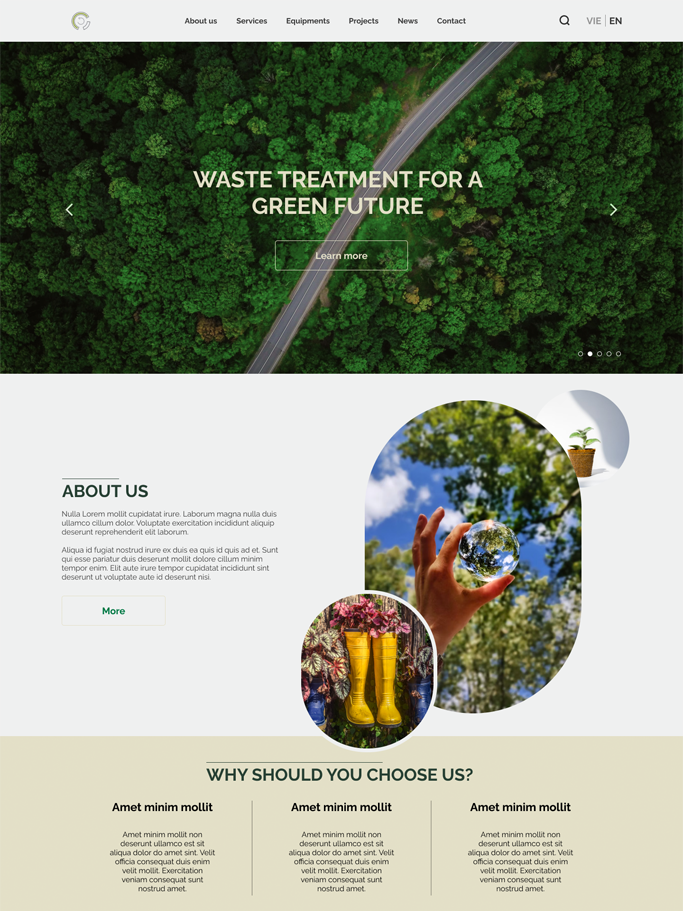 About us Services Equipments Projects News Contact VIE | EN
WASTE TREATMENT FOR A
GREEN FUTURE
Learn more
ABOUT US
Nulla Lorem mollit cupidatat irure. Laborum magna nulla duis
ullamco cillum dolor. Voluptate exercitation incididunt aliquip
deserunt reprehenderit elit laborum.
Aliqua id fugiat nostrud irure ex duis ea quis id quis ad et. Sunt
qui esse pariatur duis deserunt mollit dolore cillum minim
tempor enim. Elit aute irure tempor cupidatat incididunt sint
deserunt ut voluptate aute id deserunt nisi.
More
WHY SHOULD YOU CHOOSE US?
Amet minim mollit
Amet minim mollit non
deserunt ullamco est sit
aliqua dolor do amet sint. Velit
officia consequat duis enim
velit mollit. Exercitation
veniam consequat sunt
nostrud amet.
Amet minim mollit
Amet minim mollit non
deserunt ullamco est sit
aliqua dolor do amet sint. Velit
officia consequat duis enim
velit mollit. Exercitation
veniam consequat sunt
nostrud amet.
Amet minim mollit
Amet minim mollit non
deserunt ullamco est sit
aliqua dolor do amet sint. Velit
officia consequat duis enim
velit mollit. Exercitation
veniam consequat sunt
nostrud amet.